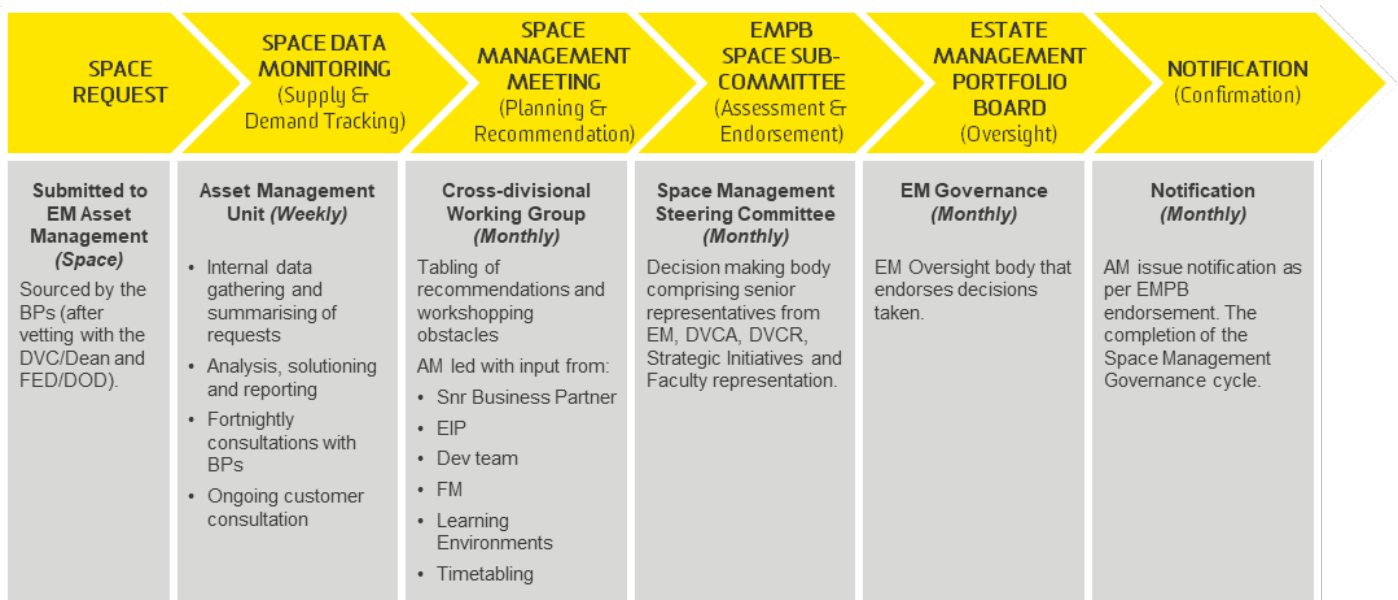 SPACE
REQUEST
SPACE DATA
MONITORING
(Supply &
Demand Tracking)
SPACE
MANAGEMENT
MEETING
(Planning &
Recommendation)
EMPB
SPACE SUB-
COMMITTEE
(Assessment &
Endorsement)
ESTATE
MANAGEMENT
PORTFOLIO
BOARD
(Oversight)
NOTIFICATION
(Confirmation)
Submitted to
EM Asset
Management
(Space)
Sourced by the
BPs (after
vetting with the
DVC/Dean and
FED/DOD).
Asset Management
Unit (Weekly)
• Internal data
gathering and
summarising of
requests
• Analysis, solutioning
and reporting
• Fortnightly
consultations with
BPs
• Ongoing customer
consultation
Cross-divisional
Working Group
(Monthly)
Tabling of
recommendations and
workshopping
obstacles
AM led with input from:
• Snr Business Partner
• EIP
• Dev team
• FM
• Learning
Environments
• Timetabling
Space Management
Steering Committee
(Monthly)
Decision making body
comprising senior
representatives from
EM, DVCA, DVCR,
Strategic Initiatives and
Faculty representation.
EM Governance
(Monthly)
EM Oversight body that
endorses decisions
taken.
Notification
(Monthly)
AM issue notification as
per EMPB
endorsement. The
completion of the
Space Management
Governance cycle.